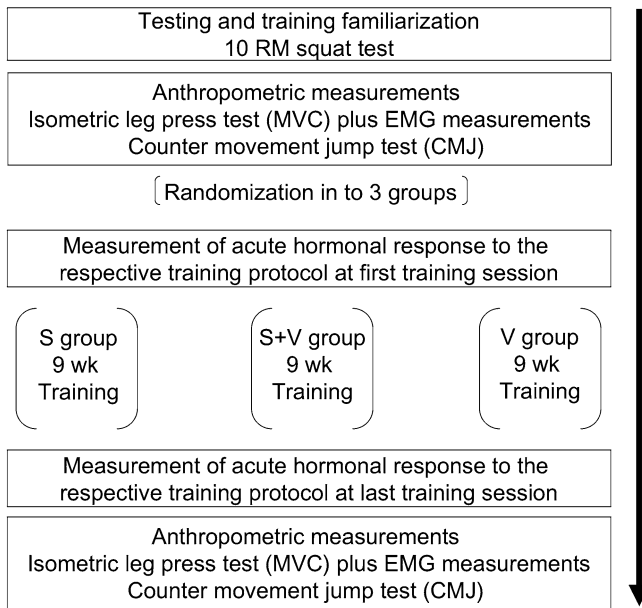 Testing and training familiarization
10 RM squat test
Anthropometric measurements
Isometric leg press test (MVC) plus EMG measurements
Counter movement jump test (CMJ)
Randomization in to 3 groups
Measurement of acute hormonal response to the
respective training protocol at first training session
S group
9 wk
Training
S+V group
9 wk
Training
V group
9 wk
Training
Measurement of acute hormonal response to the
respective training protocol at last training session
Anthropometric measurements
Isometric leg press test (MVC) plus EMG measurements
Counter movement jump test (CMJ)